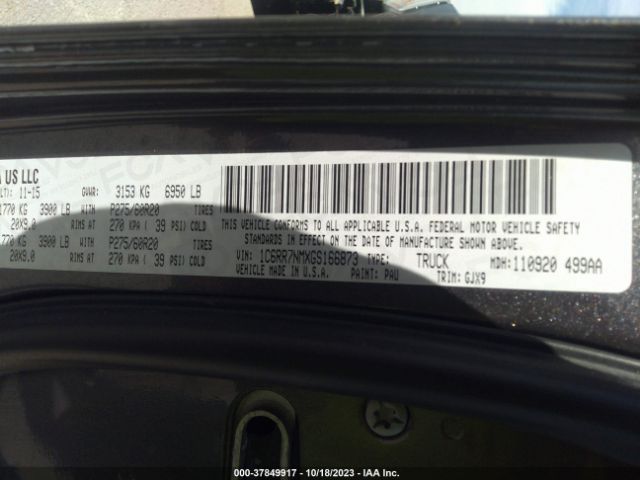 A US LLC
LT): 11-15 GVWR: 3153 KG 6950 LB
1770 KG 3900 LB WITH P275/60R20 TIRES
20X9.0 RIMS AT 270 KPA ( 39 PSI) COLD
770 KG 3900 LB WITH P275/60R20 TIRES
20X9.0 RIMS AT 270 KPA ( 39 PSI) COLD
THIS VEHICLE CONFORMS TO ALL APPLICABLE U.S.A. FEDERAL MOTOR VEHICLE SAFETY
STANDARDS IN EFFECT ON THE DATE OF MANUFACTURE SHOWN ABOVE.
VIN: 1C6RR7NMXGS166873 TYPE: TRUCK MDH: 110920 499AA
MADE IN U.S.A. PAINT: PAU TRIM: GJX9
000-37849917 - 10/18/2023 - IAA Inc.